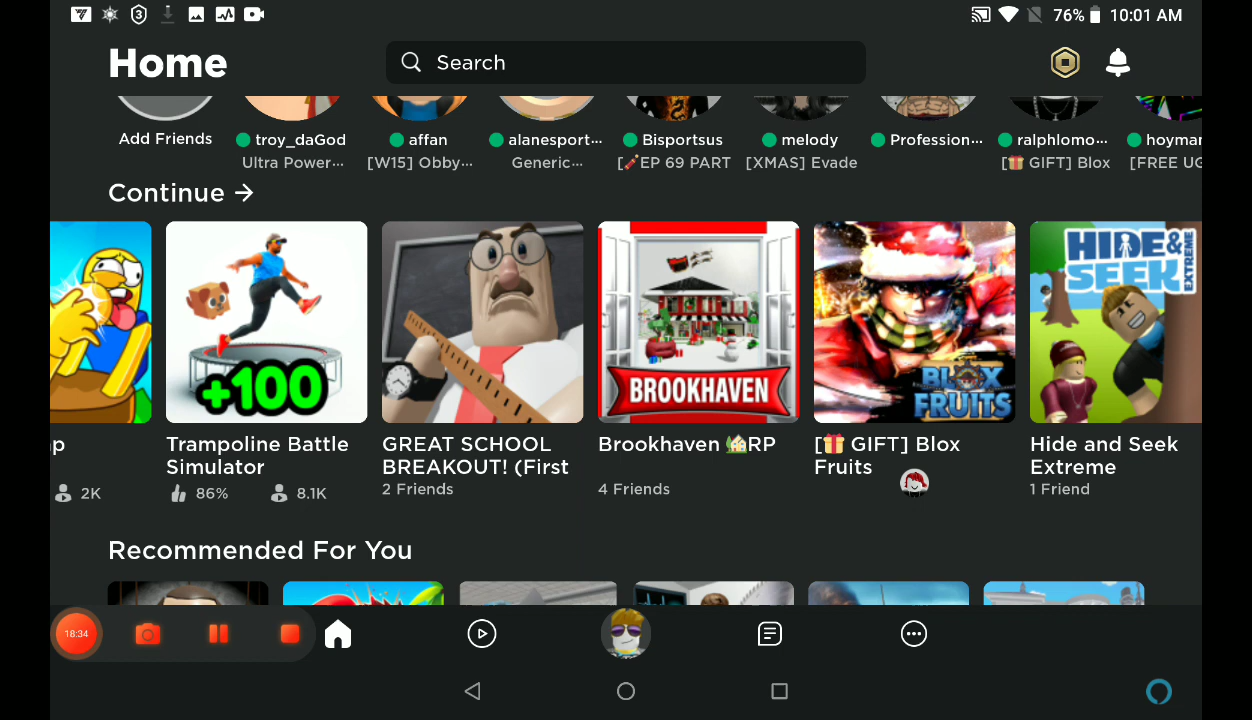 3
76%
10:01 AM
Home
Search
Add Friends
troy_daGod
Ultra Power...
affan
[W15] Obby...
alanesport...
Generic...
Bisportsus
[🧨EP 69 PART
melody
[XMAS] Evade
Profession...
ralphlomo...
[🎁 GIFT] Blox
hoyman
[FREE UG
Continue →
+100
BROOKHAVEN
BLOX
FRUITS
HIDE &
SEEK
EXTREME
ap
2K
Trampoline Battle
Simulator
86%
8.1K
GREAT SCHOOL
BREAKOUT! (First
2 Friends
Brookhaven 🏡RP
4 Friends
[🎁 GIFT] Blox
Fruits
Hide and Seek
Extreme
1 Friend
Recommended For You
18:34